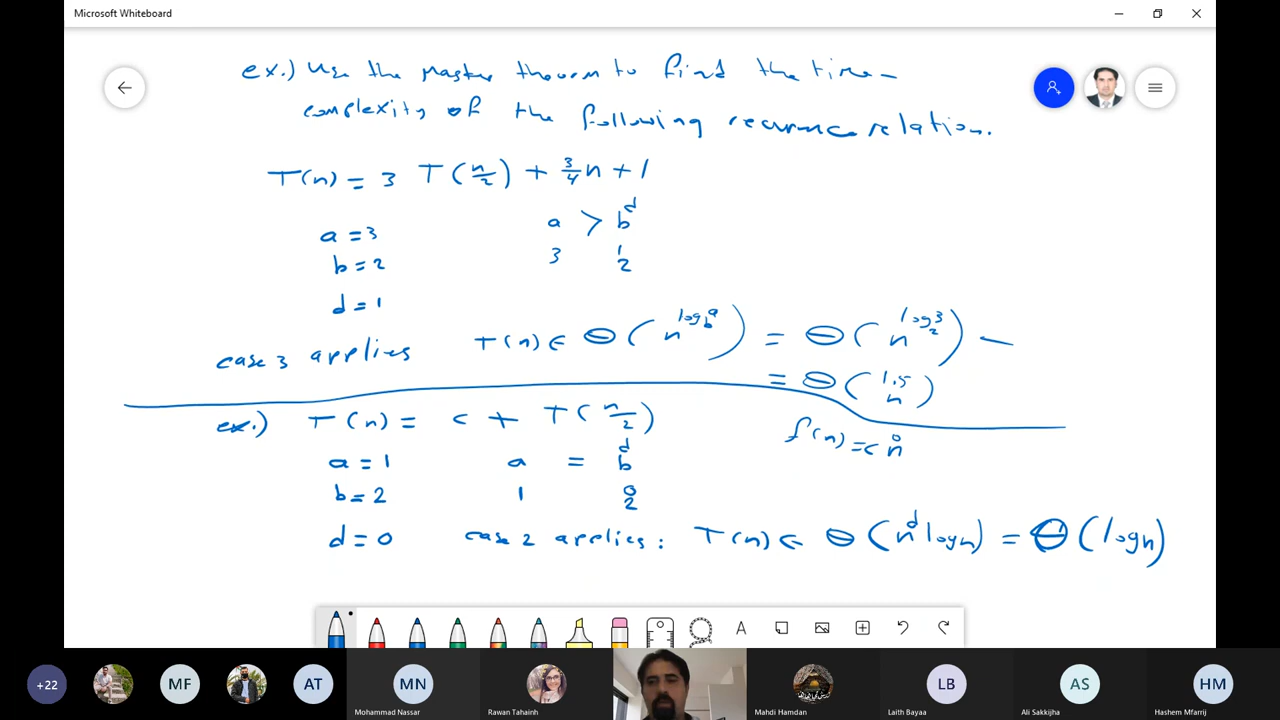 Microsoft Whiteboard
ex.) Use the Master theorem to find the time-
complexity of the following recurrence relation.
T(n) = 3 T(n/2) + 3/4 n + 1
a = 3
a > b^d
b = 2
3 2^1
d = 1
case 3 applies T(n) ∈ Θ(n^log_b a) = Θ(n^log_2 3) -
= Θ(n^1.5)
ex.) T(n) = c + T(n/2)
f(n) = c n^0
a = 1 a = b^d
b = 2 1 2^0
d = 0 case 2 applies: T(n) ∈ Θ(n^d log n) = Θ(log n)
A
+22 MF AT MN LB AS HM
Mohammad Nassar Rawan Tahainh Mahdi Hamdan Laith Bayaa Ali Sakkijha Hashem Mfarrij